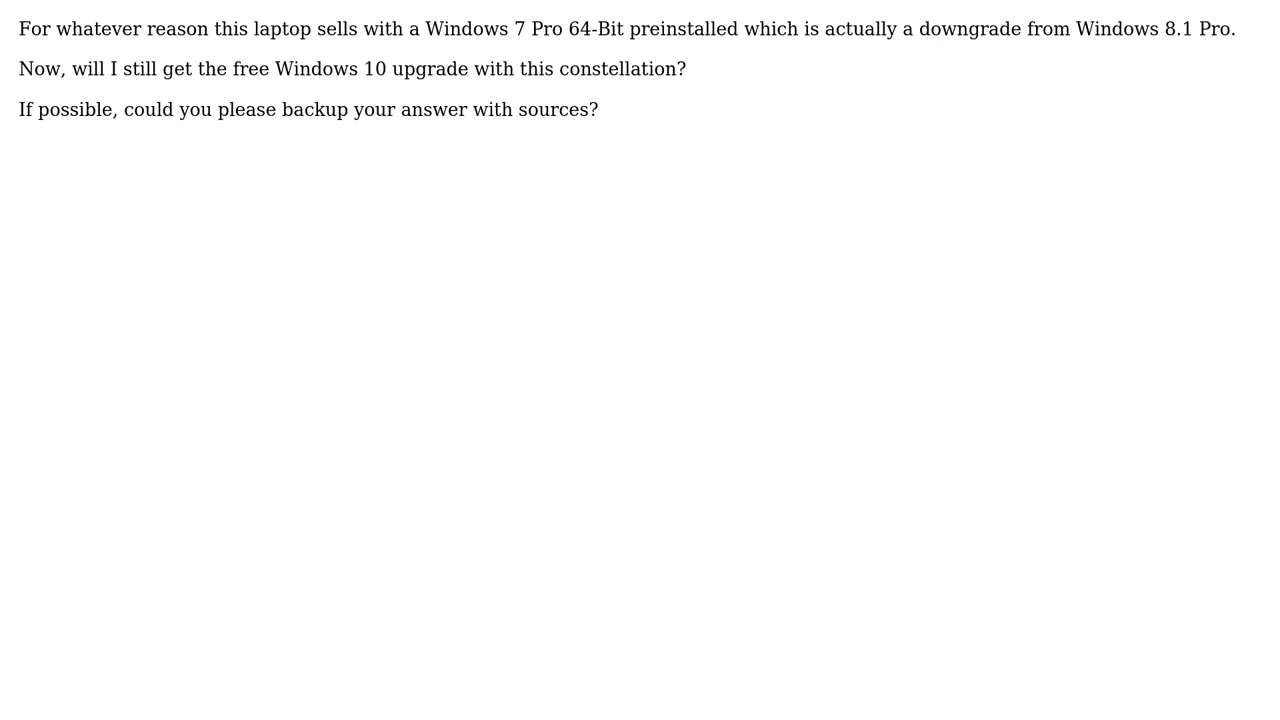 For whatever reason this laptop sells with a Windows 7 Pro 64-Bit preinstalled which is actually a downgrade from Windows 8.1 Pro.
Now, will I still get the free Windows 10 upgrade with this constellation?
If possible, could you please backup your answer with sources?